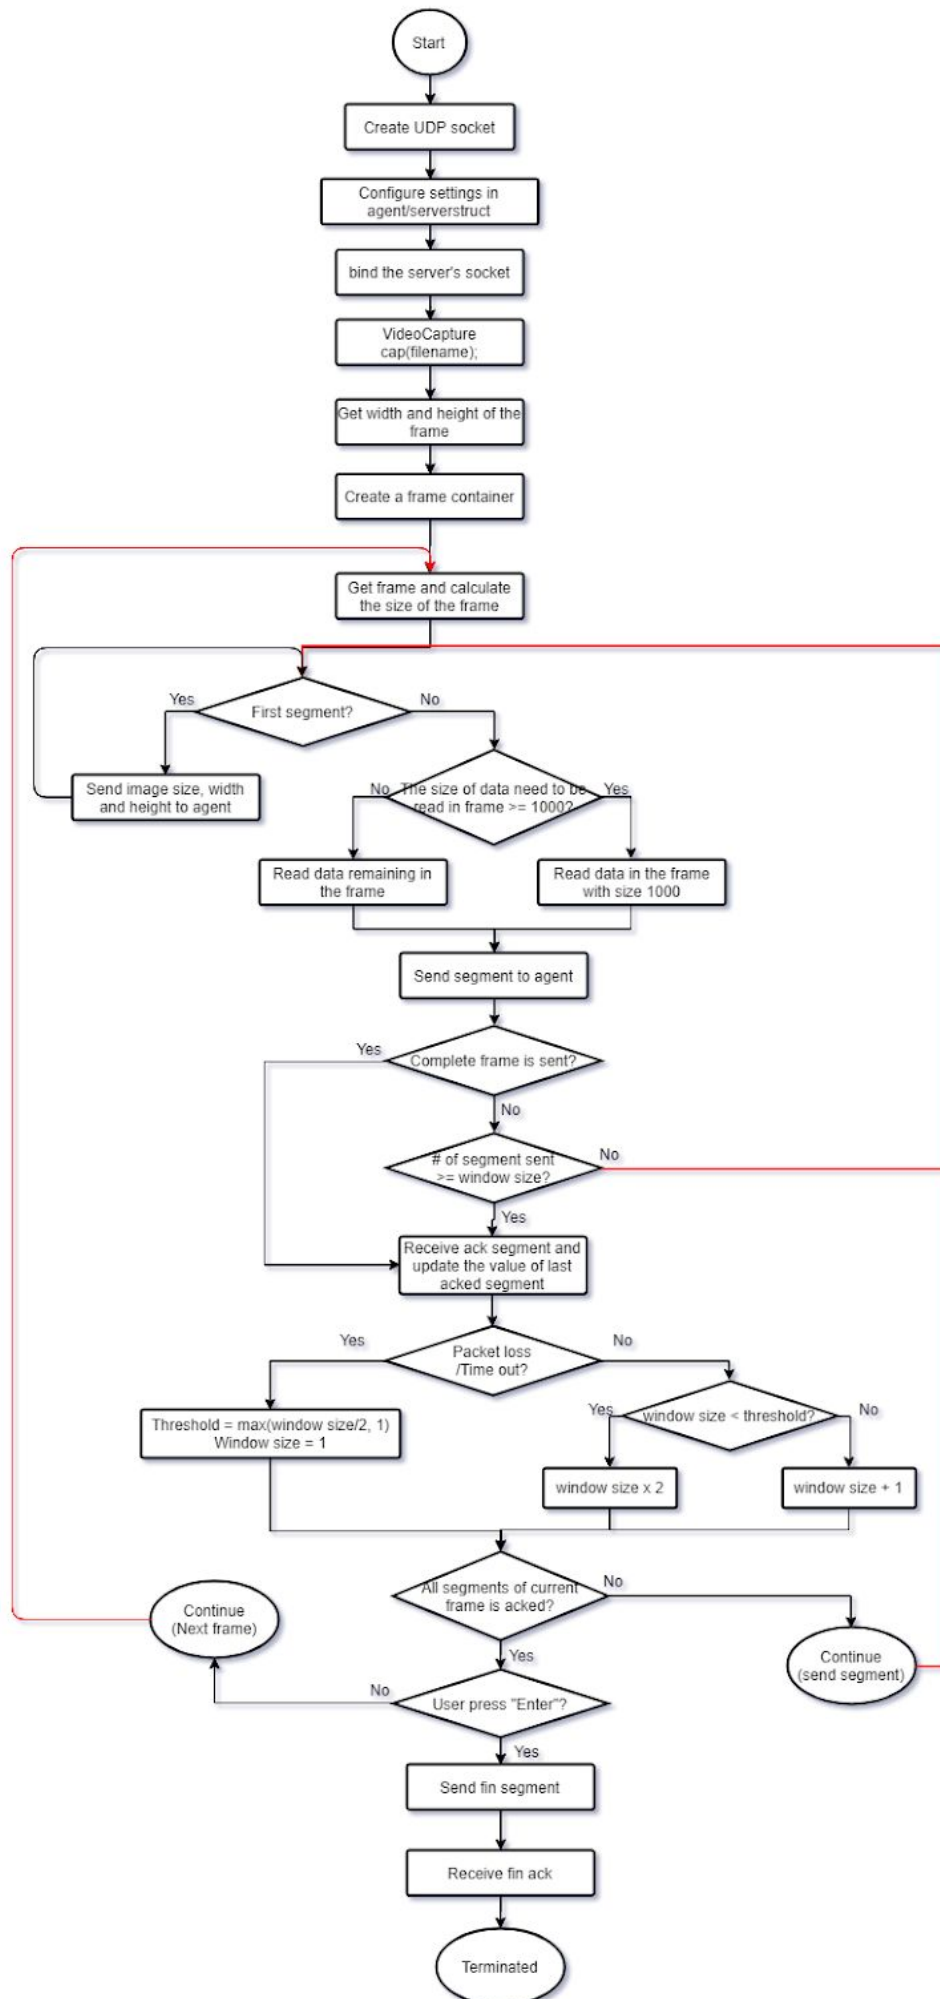 Start
Create UDP socket
Configure settings in
agent/serverstruct
bind the server's socket
VideoCapture
cap(filename);
Get width and height of the
frame
Create a frame container
Get frame and calculate
the size of the frame
Yes
First segment?
No
Send image size, width
and height to agent
No
The size of data need to be
read in frame >= 1000?
Yes
Read data remaining in
the frame
Read data in the frame
with size 1000
Send segment to agent
Yes
Complete frame is sent?
No
# of segment sent
>= window size?
No
Yes
Receive ack segment and
update the value of last
acked segment
Yes
Packet loss
/Time out?
No
Threshold = max(window size/2, 1)
Window size = 1
Yes
window size < threshold?
No
window size x 2
window size + 1
All segments of current
frame is acked?
No
Continue
(Next frame)
Yes
Continue
(send segment)
No
User press "Enter"?
Yes
Send fin segment
Receive fin ack
Terminated